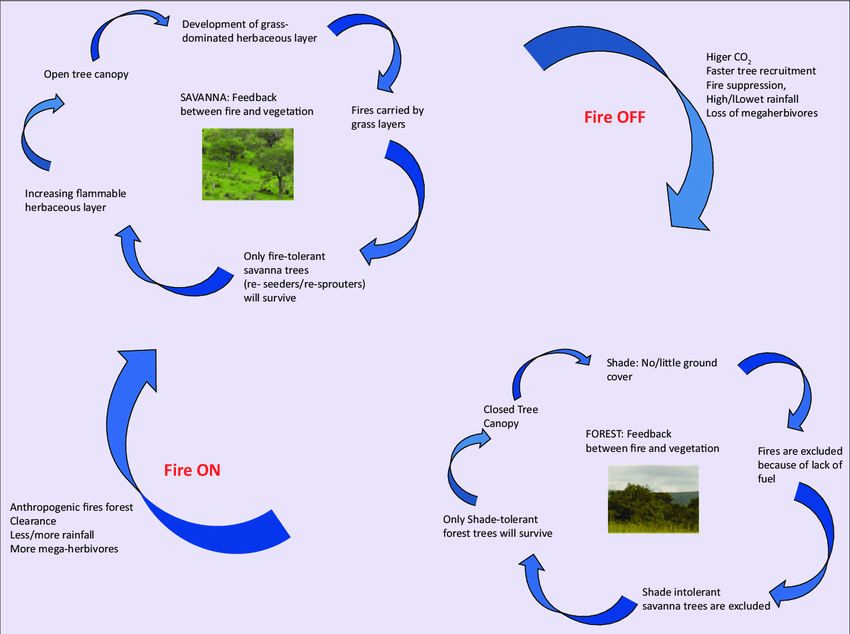 Development of grass-
dominated herbaceous layer
Open tree canopy
SAVANNA: Feedback
between fire and vegetation
Fires carried by
grass layers
Increasing flammable
herbaceous layer
Only fire-tolerant
savanna trees
(re- seeders/re-sprouters)
will survive
Higer CO2
Faster tree recruitment
Fire suppression,
High/lLowet rainfall
Loss of megaherbivores
Fire OFF
Fire ON
Anthropogenic fires forest
Clearance
Less/more rainfall
More mega-herbivores
Shade: No/little ground
cover
Closed Tree
Canopy
FOREST: Feedback
between fire and vegetation
Fires are excluded
because of lack of
fuel
Only Shade-tolerant
forest trees will survive
Shade intolerant
savanna trees are excluded